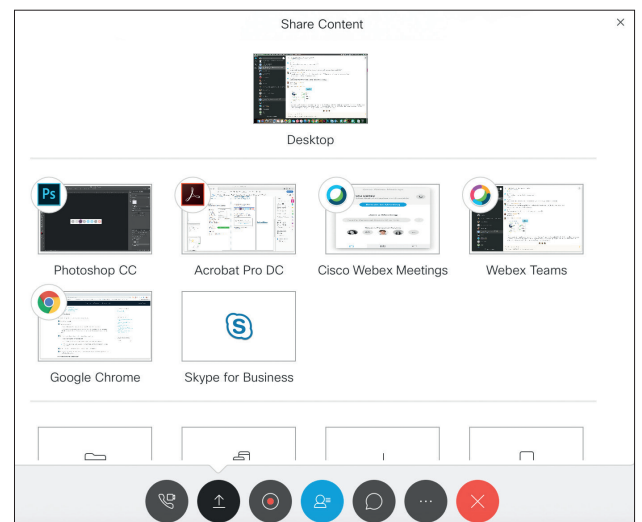 Share Content
Desktop
Ps
Photoshop CC
Acrobat Pro DC
Cisco Webex Meetings
Webex Teams
Google Chrome
S
Skype for Business